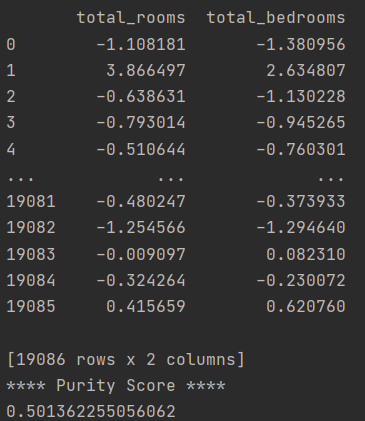 total_rooms  total_bedrooms
0        -1.108181       -1.380956
1         3.866497        2.634807
2        -0.638631       -1.130228
3        -0.793014       -0.945265
4        -0.510644       -0.760301
...            ...             ...
19081    -0.480247       -0.373933
19082    -1.254566       -1.294640
19083    -0.009097        0.082310
19084    -0.324264       -0.230072
19085     0.415659        0.620760
[19086 rows x 2 columns]
**** Purity Score ****
0.501362255056062